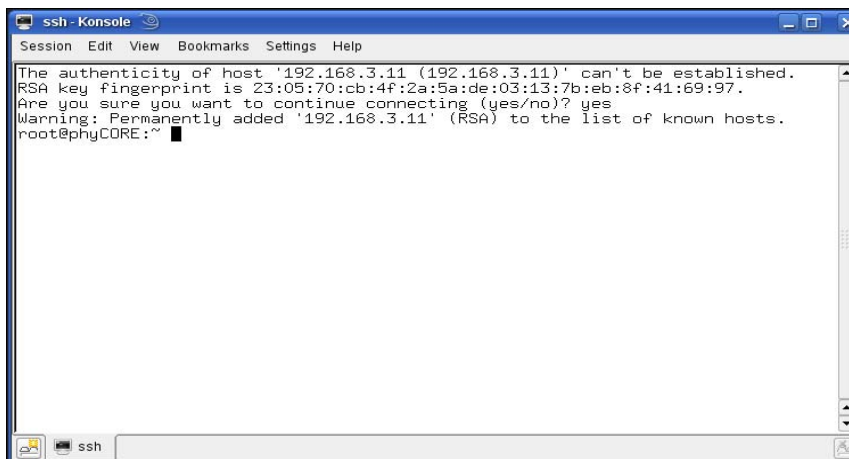 ssh - Konsole
Session Edit View Bookmarks Settings Help
The authenticity of host '192.168.3.11 (192.168.3.11)' can't be established.
RSA key fingerprint is 23:05:70:cb:4f:2a:5a:de:03:13:7b:eb:8f:41:69:97.
Are you sure you want to continue connecting (yes/no)? yes
Warning: Permanently added '192.168.3.11' (RSA) to the list of known hosts.
root@phyCORE:~
ssh